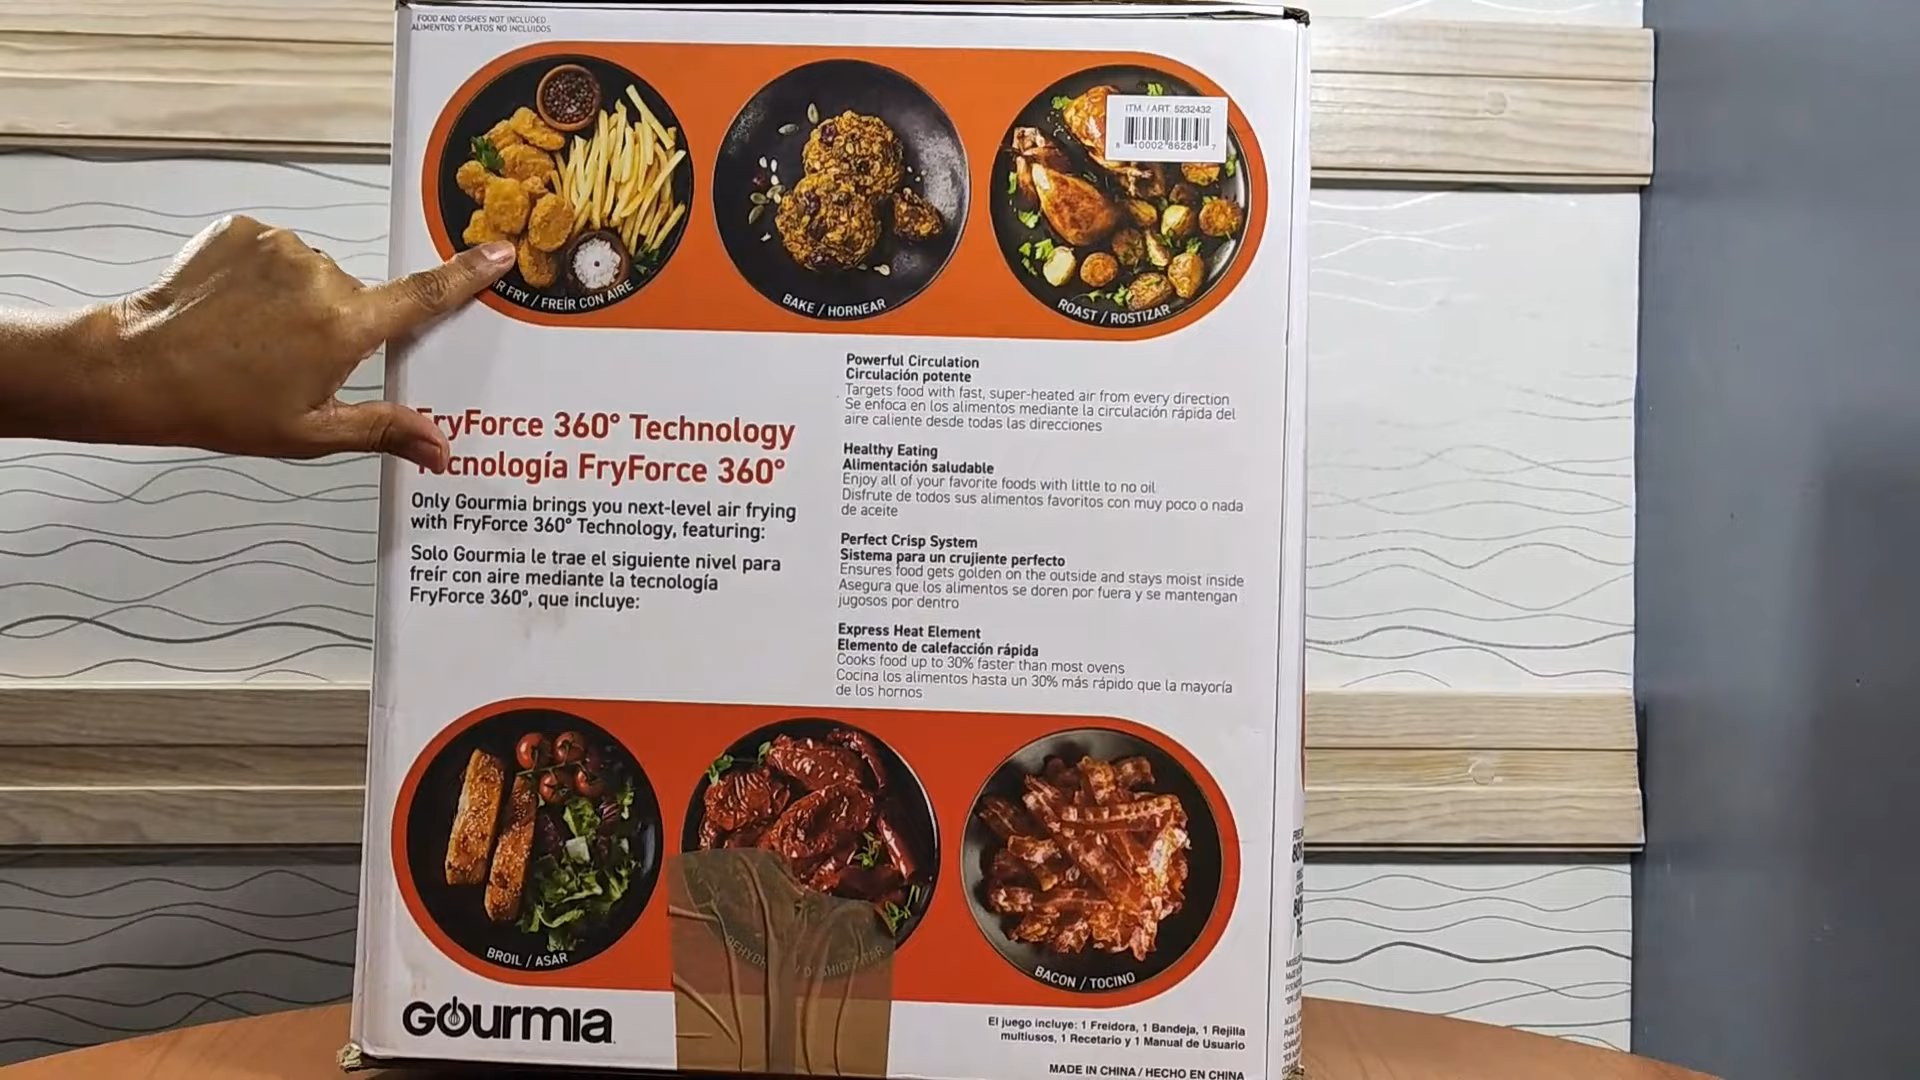 FOOD AND DISHES NOT INCLUDED
ALIMENTOS Y PLATOS NO INCLUIDOS
ITM. / ART. 5232432
8 10002 86284 7
R FRY / FREÍR CON AIRE
BAKE / HORNEAR
ROAST / ROSTIZAR
FryForce 360° Technology
Tecnología FryForce 360°
Only Gourmia brings you next-level air frying
with FryForce 360° Technology, featuring:
Solo Gourmia le trae el siguiente nivel para
freír con aire mediante la tecnología
FryForce 360°, que incluye:
Powerful Circulation
Circulación potente
Targets food with fast, super-heated air from every direction
Se enfoca en los alimentos mediante la circulación rápida del
aire caliente desde todas las direcciones
Healthy Eating
Alimentación saludable
Enjoy all of your favorite foods with little to no oil
Disfrute de todos sus alimentos favoritos con muy poco o nada
de aceite
Perfect Crisp System
Sistema para un crujiente perfecto
Ensures food gets golden on the outside and stays moist inside
Asegura que los alimentos se doren por fuera y se mantengan
jugosos por dentro
Express Heat Element
Elemento de calefacción rápida
Cooks food up to 30% faster than most ovens
Cocina los alimentos hasta un 30% más rápido que la mayoría
de los hornos
BROIL / ASAR
BACON / TOCINO
Gourmia
El juego incluye: 1 Freidora, 1 Bandeja, 1 Rejilla
multiusos, 1 Recetario y 1 Manual de Usuario
MADE IN CHINA / HECHO EN CHINA